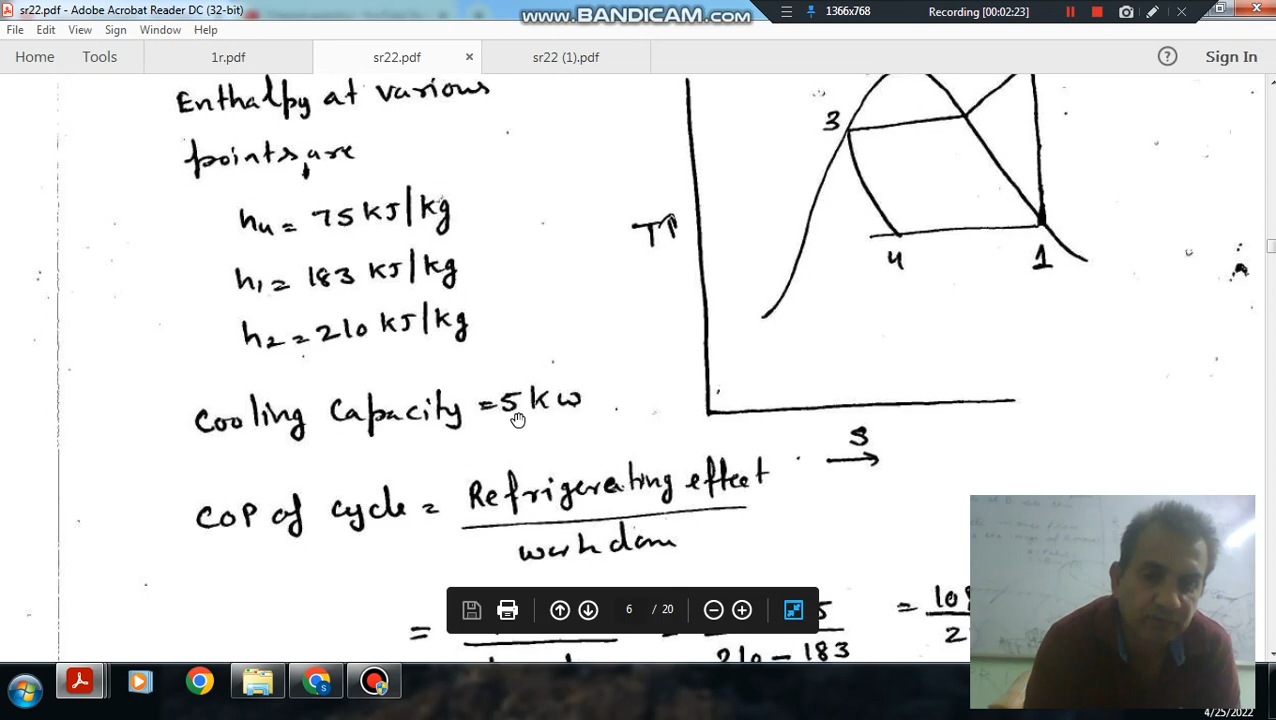 sr22.pdf - Adobe Acrobat Reader DC (32-bit)
www.BANDICAM.com
1366x768
Recording [00:02:23]
File Edit View Sign Window Help
Home Tools 1r.pdf sr22.pdf × sr22 (1).pdf Sign In
Enthalpy at various
points, are
h4 = 75 kJ/kg
h1 = 183 kJ/kg
h2 = 210 kJ/kg
3
T↑
4
1
S
Cooling Capacity = 5 kw
COP of cycle = Refrigerating effect
work done
6 / 20
=
210 - 183
=
4/25/2022